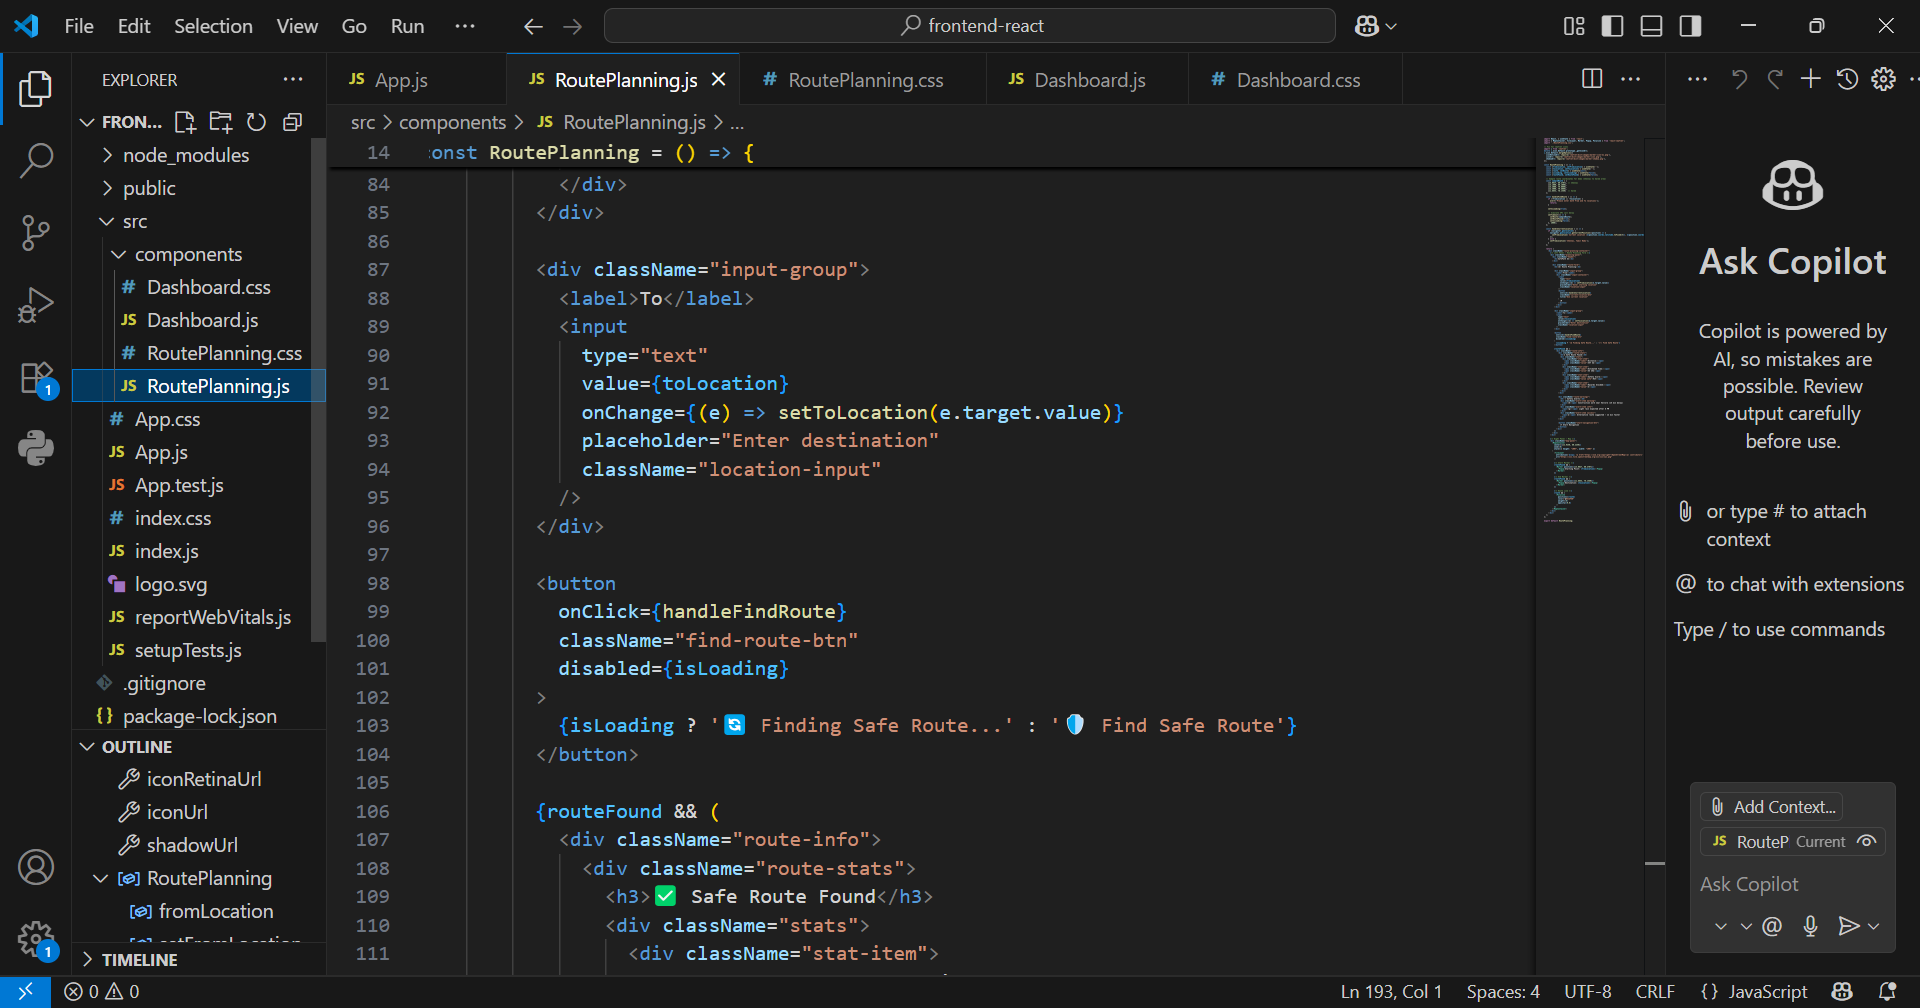 File Edit Selection View Go Run ··· frontend-react
EXPLORER
FRON...
node_modules
public
src
components
# Dashboard.css
JS Dashboard.js
# RoutePlanning.css
JS RoutePlanning.js
# App.css
JS App.js
JS App.test.js
# index.css
JS index.js
logo.svg
JS reportWebVitals.js
JS setupTests.js
.gitignore
{} package-lock.json
OUTLINE
iconRetinaUrl
iconUrl
shadowUrl
RoutePlanning
fromLocation
TIMELINE
1
1
JS App.js JS RoutePlanning.js # RoutePlanning.css JS Dashboard.js # Dashboard.css
src > components > JS RoutePlanning.js > ...
14 :onst RoutePlanning = () => {
84 </div>
85 </div>
86
87 <div className="input-group">
88 <label>To</label>
89 <input
90 type="text"
91 value={toLocation}
92 onChange={(e) => setToLocation(e.target.value)}
93 placeholder="Enter destination"
94 className="location-input"
95 />
96 </div>
97
98 <button
99 onClick={handleFindRoute}
100 className="find-route-btn"
101 disabled={isLoading}
102 >
103 {isLoading ? '🔄 Finding Safe Route...' : '🛡️ Find Safe Route'}
104 </button>
105
106 {routeFound && (
107 <div className="route-info">
108 <div className="route-stats">
109 <h3>✅ Safe Route Found</h3>
110 <div className="stats">
111 <div className="stat-item">
Ask Copilot
Copilot is powered by
AI, so mistakes are
possible. Review
output carefully
before use.
or type # to attach
context
@ to chat with extensions
Type / to use commands
Add Context...
JS RouteP Current
Ask Copilot
@
0 0 Ln 193, Col 1 Spaces: 4 UTF-8 CRLF {} JavaScript